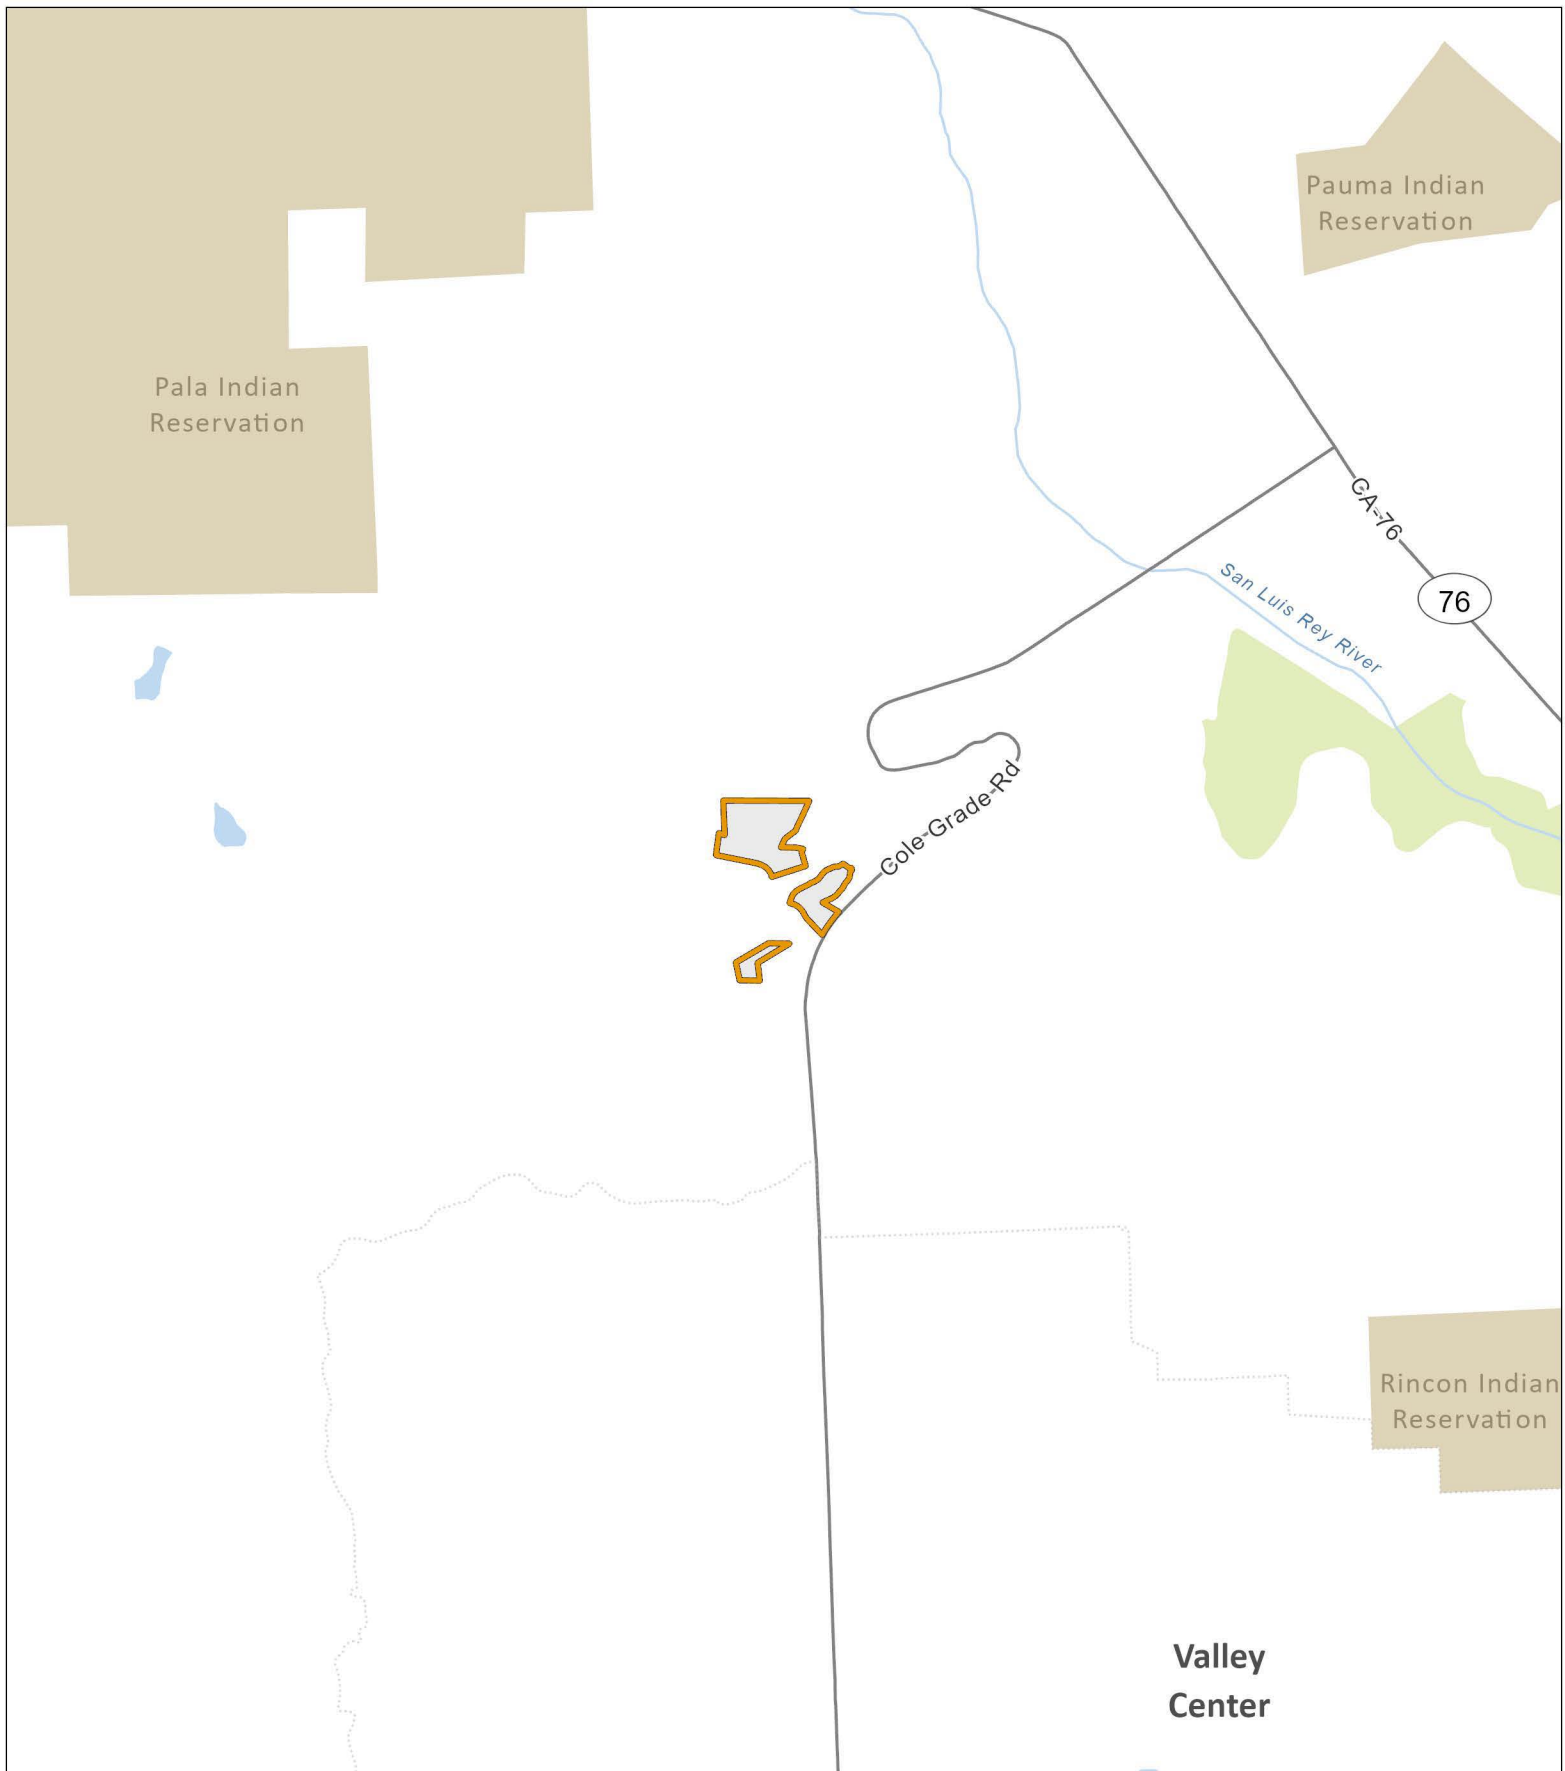 Pauma Indian
Reservation
Pala Indian
Reservation
CA-76
San Luis Rey River
76
Cole-Grade-Rd
Rincon Indian
Reservation
Valley
Center